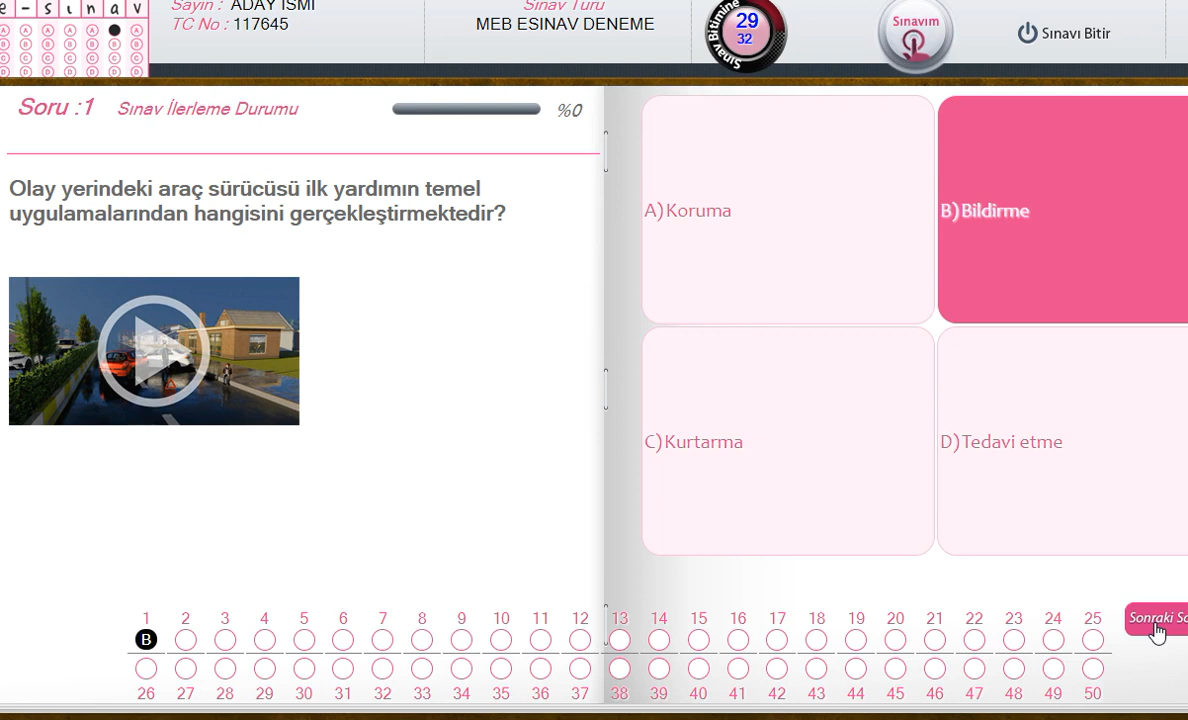 e - s ı n a v
Sayın : ADAY İSMİ
TC No : 117645
Sınav Türü
MEB ESINAV DENEME
Sınav Bitimine
29
32
Sınavım
Sınavı Bitir
A A A A A
B B B B B B
C C C C C C
D D D D D D
Soru :1 Sınav İlerleme Durumu %0
Olay yerindeki araç sürücüsü ilk yardımın temel
uygulamalarından hangisini gerçekleştirmektedir?
A)Koruma
B)Bildirme
C)Kurtarma
D)Tedavi etme
1 2 3 4 5 6 7 8 9 10 11 12 13 14 15 16 17 18 19 20 21 22 23 24 25
B
26 27 28 29 30 31 32 33 34 35 36 37 38 39 40 41 42 43 44 45 46 47 48 49 50
Sonraki So